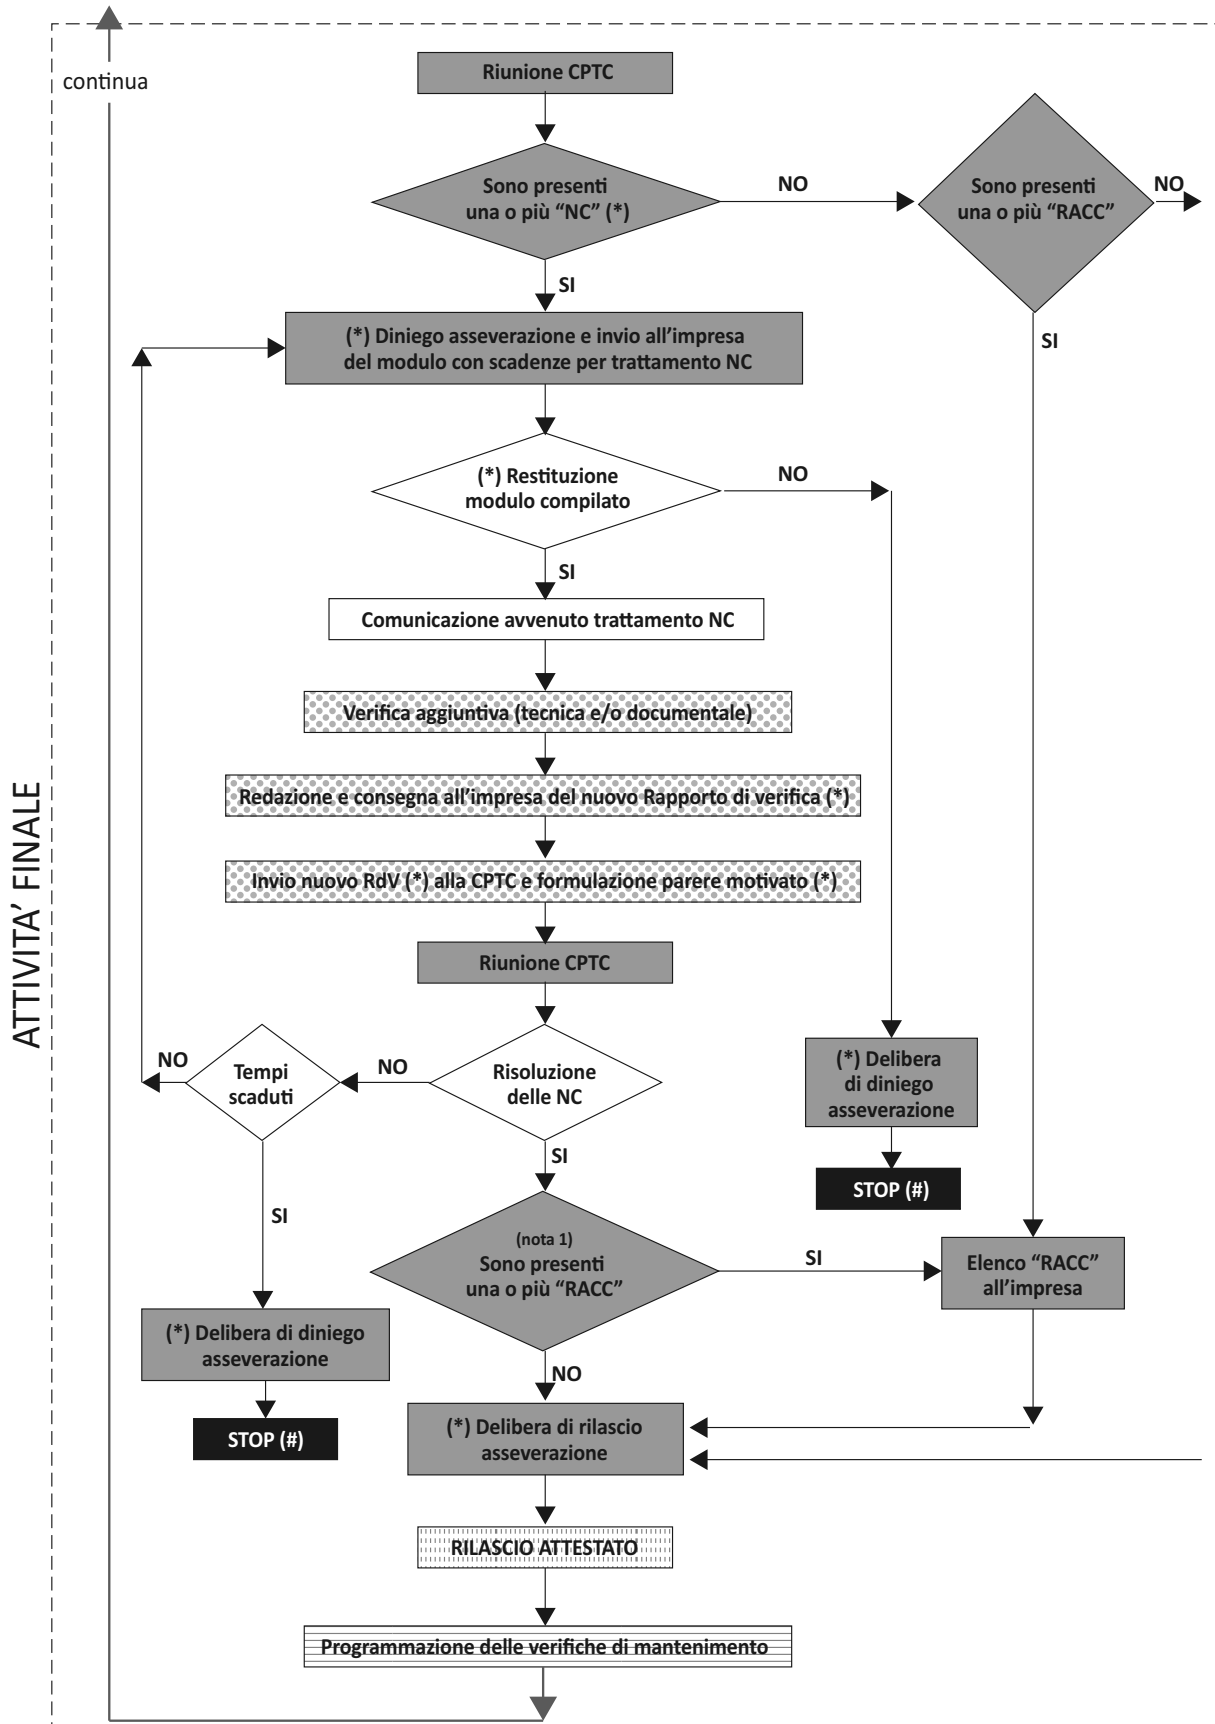 continua
Riunione CPTC
Sono presenti
una o più “NC” (*)
NO
Sono presenti
una o più “RACC”
NO
SI
SI
(*) Diniego asseverazione e invio all’impresa
del modulo con scadenze per trattamento NC
(*) Restituzione
modulo compilato
NO
SI
Comunicazione avvenuto trattamento NC
Verifica aggiuntiva (tecnica e/o documentale)
Redazione e consegna all’impresa del nuovo Rapporto di verifica (*)
Invio nuovo RdV (*) alla CPTC e formulazione parere motivato (*)
ATTIVITA’ FINALE
Riunione CPTC
Risoluzione
delle NC
NO
Tempi
scaduti
NO
(*) Delibera
di diniego
asseverazione
STOP (#)
SI
SI
(nota 1)
Sono presenti
una o più “RACC”
SI
Elenco “RACC”
all’impresa
(*) Delibera di diniego
asseverazione
STOP (#)
NO
(*) Delibera di rilascio
asseverazione
RILASCIO ATTESTATO
Programmazione delle verifiche di mantenimento